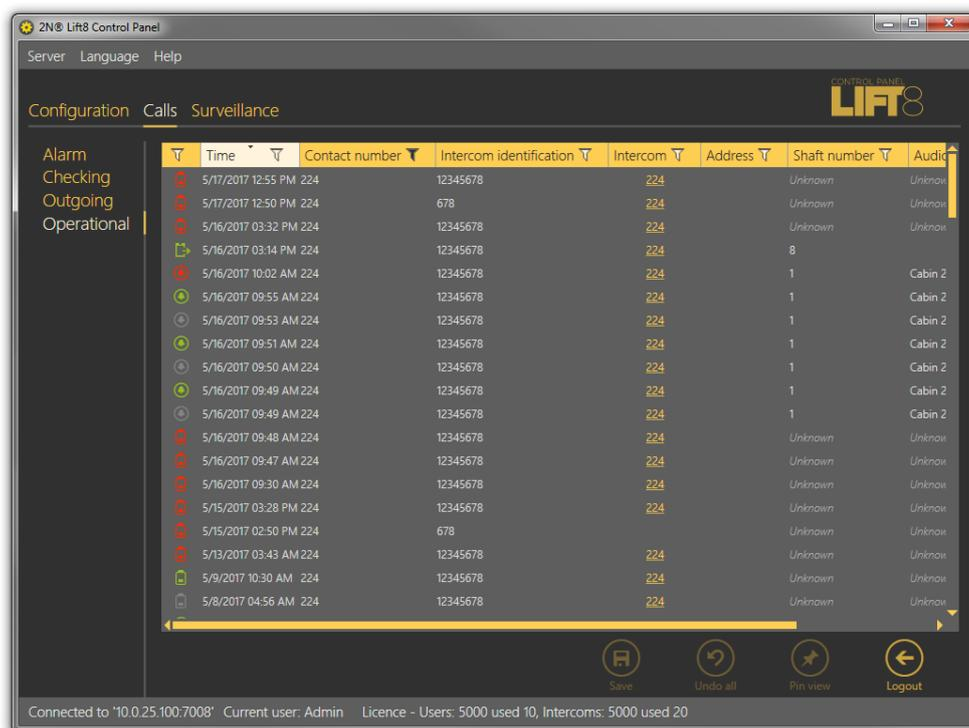 2N® Lift8 Control Panel
Server Language Help
CONTROL PANEL
LIFT8
Configuration Calls Surveillance
Alarm
Checking
Outgoing
Operational
Time Contact number Intercom identification Intercom Address Shaft number Audic
5/17/2017 12:55 PM 224 12345678 224 Unknown Unknow
5/17/2017 12:50 PM 224 678 224 Unknown Unknow
5/16/2017 03:32 PM 224 12345678 224 Unknown Unknow
5/16/2017 03:14 PM 224 12345678 224 8
5/16/2017 10:02 AM 224 12345678 224 1 Cabin 2
5/16/2017 09:55 AM 224 12345678 224 1 Cabin 2
5/16/2017 09:53 AM 224 12345678 224 1 Cabin 2
5/16/2017 09:51 AM 224 12345678 224 1 Cabin 2
5/16/2017 09:50 AM 224 12345678 224 1 Cabin 2
5/16/2017 09:49 AM 224 12345678 224 1 Cabin 2
5/16/2017 09:49 AM 224 12345678 224 1 Cabin 2
5/16/2017 09:48 AM 224 12345678 224 Unknown Unknow
5/16/2017 09:47 AM 224 12345678 224 Unknown Unknow
5/16/2017 09:30 AM 224 12345678 224 Unknown Unknow
5/15/2017 03:28 PM 224 12345678 224 Unknown Unknow
5/15/2017 02:50 PM 224 678 Unknown Unknow
5/13/2017 03:43 AM 224 12345678 224 Unknown Unknow
5/9/2017 10:30 AM 224 12345678 224 Unknown Unknow
5/8/2017 04:56 AM 224 12345678 224 Unknown Unknow
Save Undo all Pin view Logout
Connected to '10.0.25.100:7008' Current user: Admin Licence - Users: 5000 used 10, Intercoms: 5000 used 20